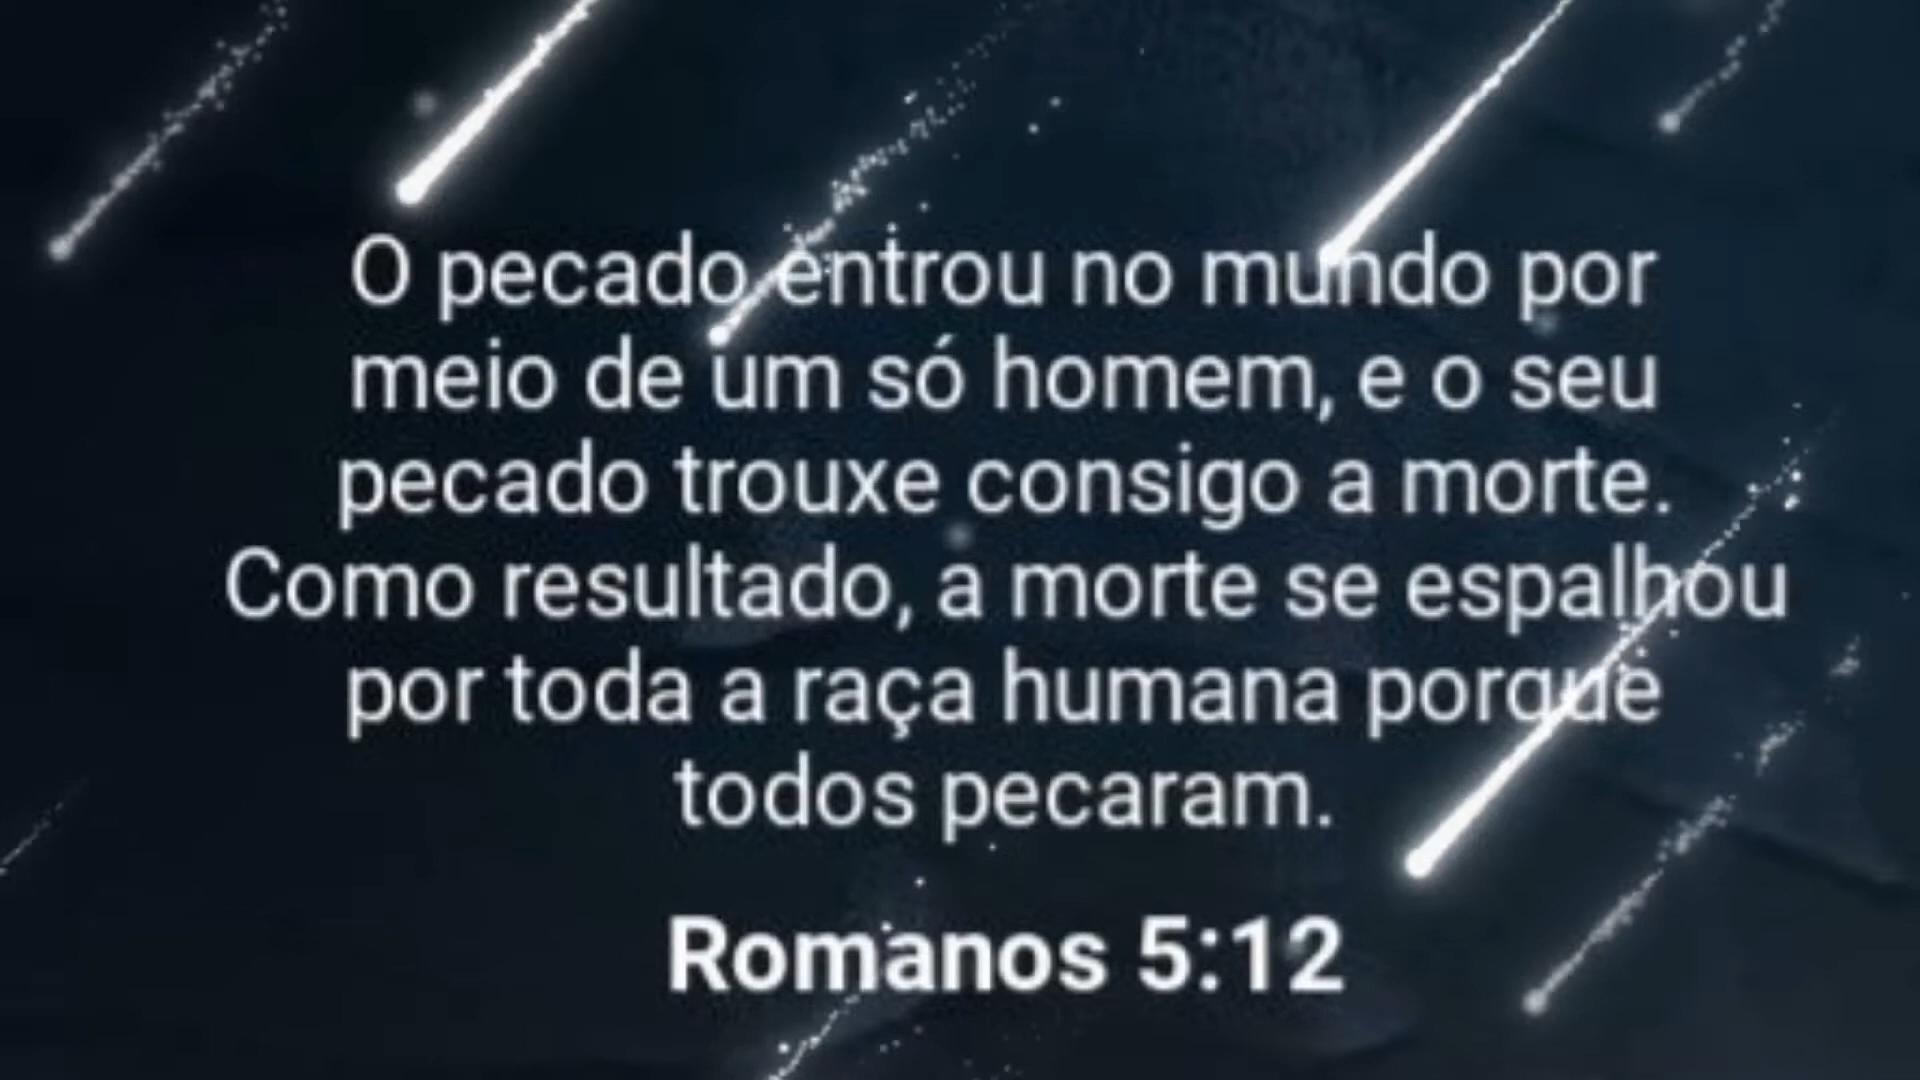 O pecado entrou no mundo por
meio de um só homem, e o seu
pecado trouxe consigo a morte.
Como resultado, a morte se espalhou
por toda a raça humana porque
todos pecaram.
Romanos 5:12